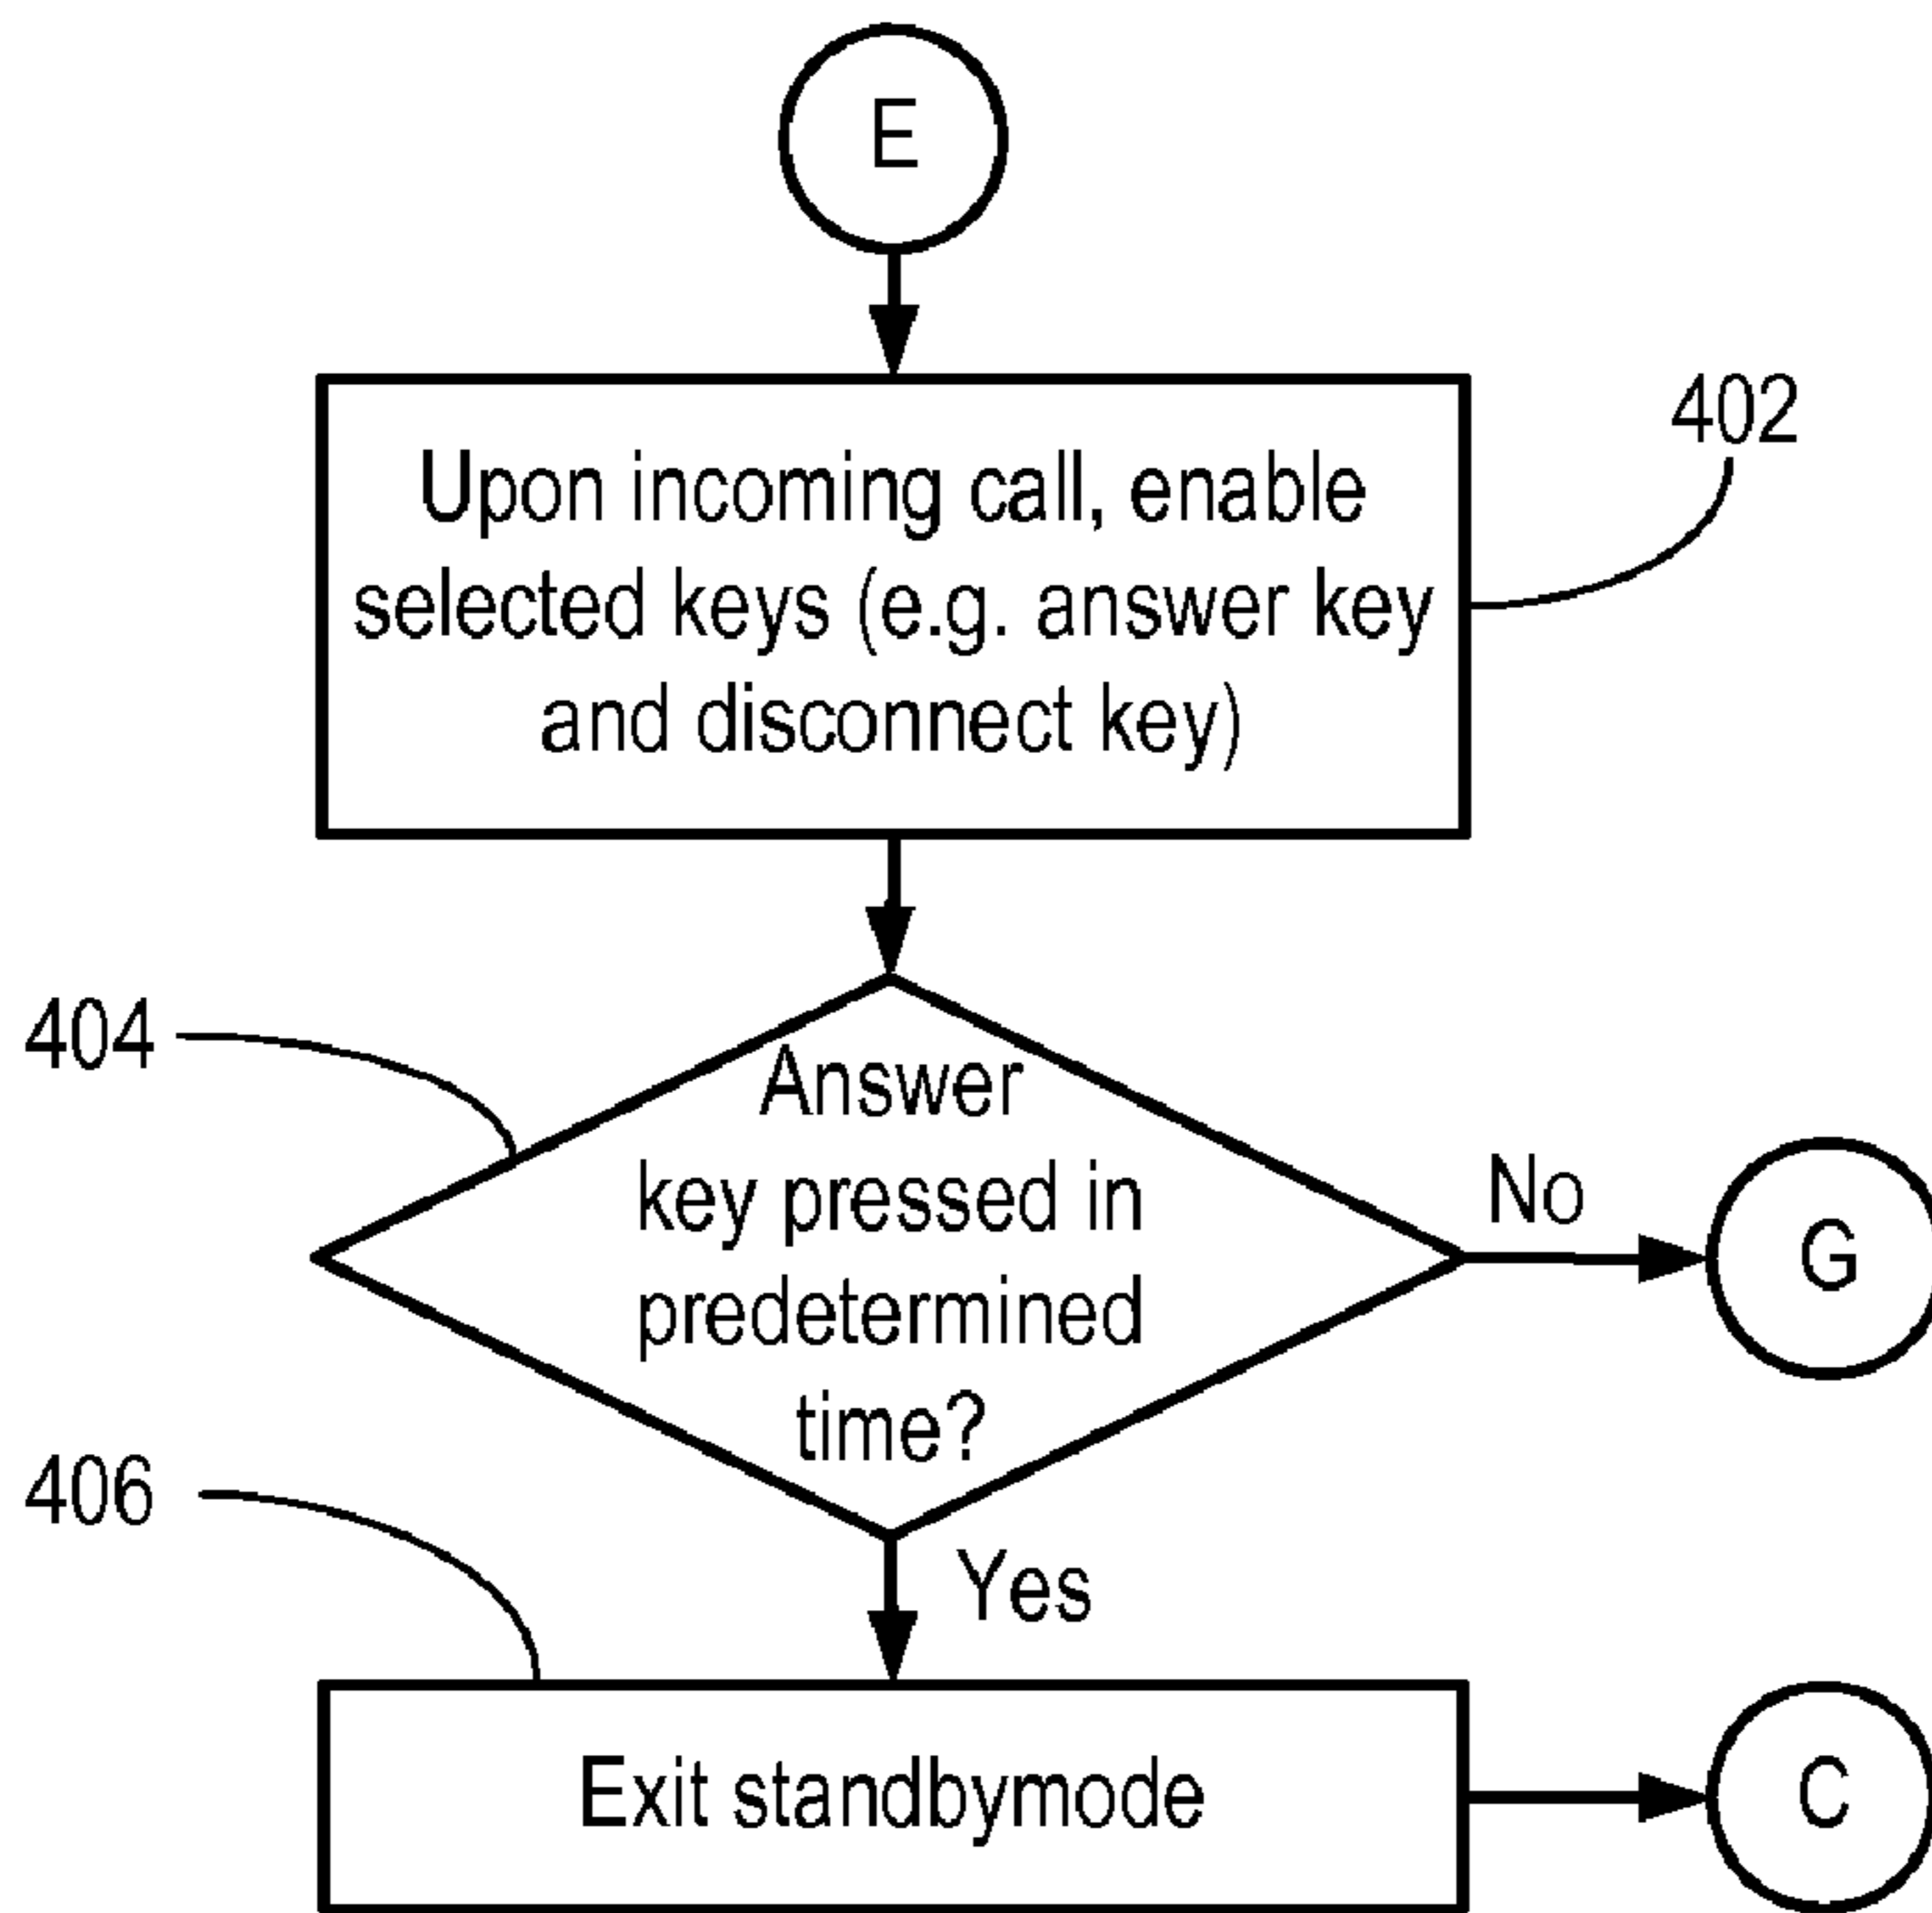 E
Upon incoming call, enable
selected keys (e.g. answer key
and disconnect key)
402
404
Answer
key pressed in
predetermined
time?
No
G
406
Yes
Exit standbymode
C